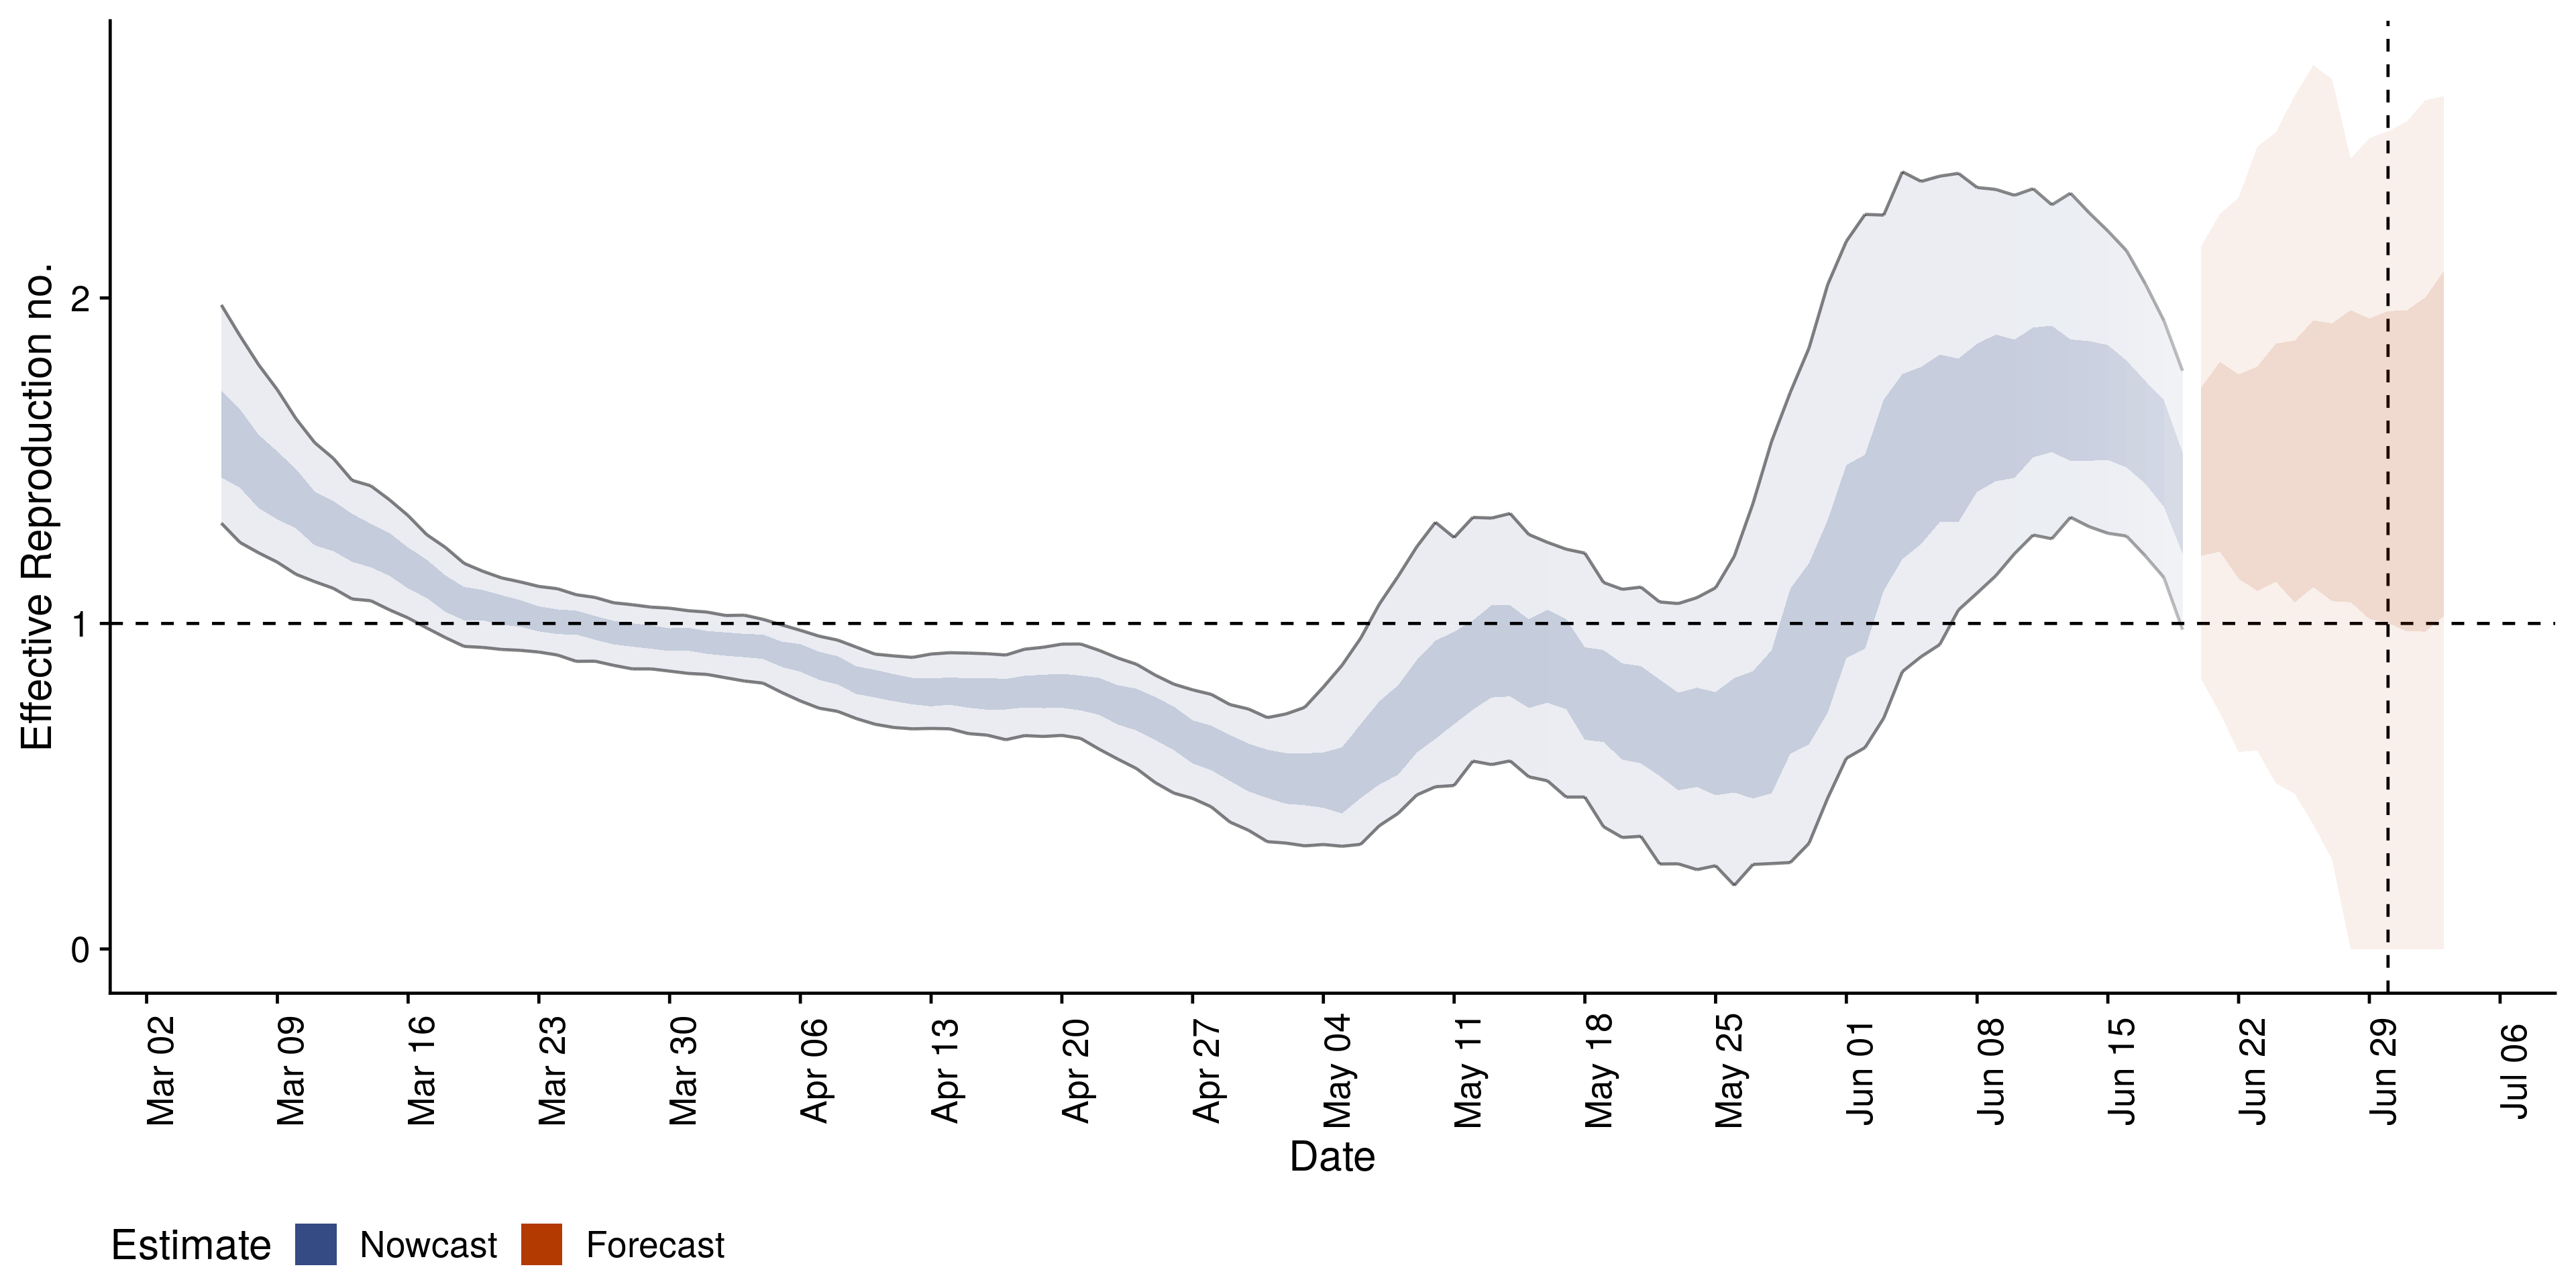 Effective Reproduction no.
2
1
0
Mar 02
Mar 09
Mar 16
Mar 23
Mar 30
Apr 06
Apr 13
Apr 20
Apr 27
May 04
May 11
May 18
May 25
Jun 01
Jun 08
Jun 15
Jun 22
Jun 29
Jul 06
Date
Estimate Nowcast Forecast